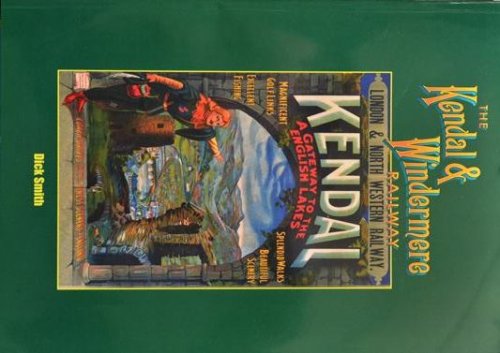 THE
Kendal &
Windermere
RAILWAY
LONDON & NORTH WESTERN RAILWAY.
KENDAL
A GATEWAY TO THE
ENGLISH LAKES
MAGNIFICENT
GOLF LINKS
EXCELLENT
FISHING
SPLENDID WALKS
BEAUTIFUL
SCENERY
Dick Smith